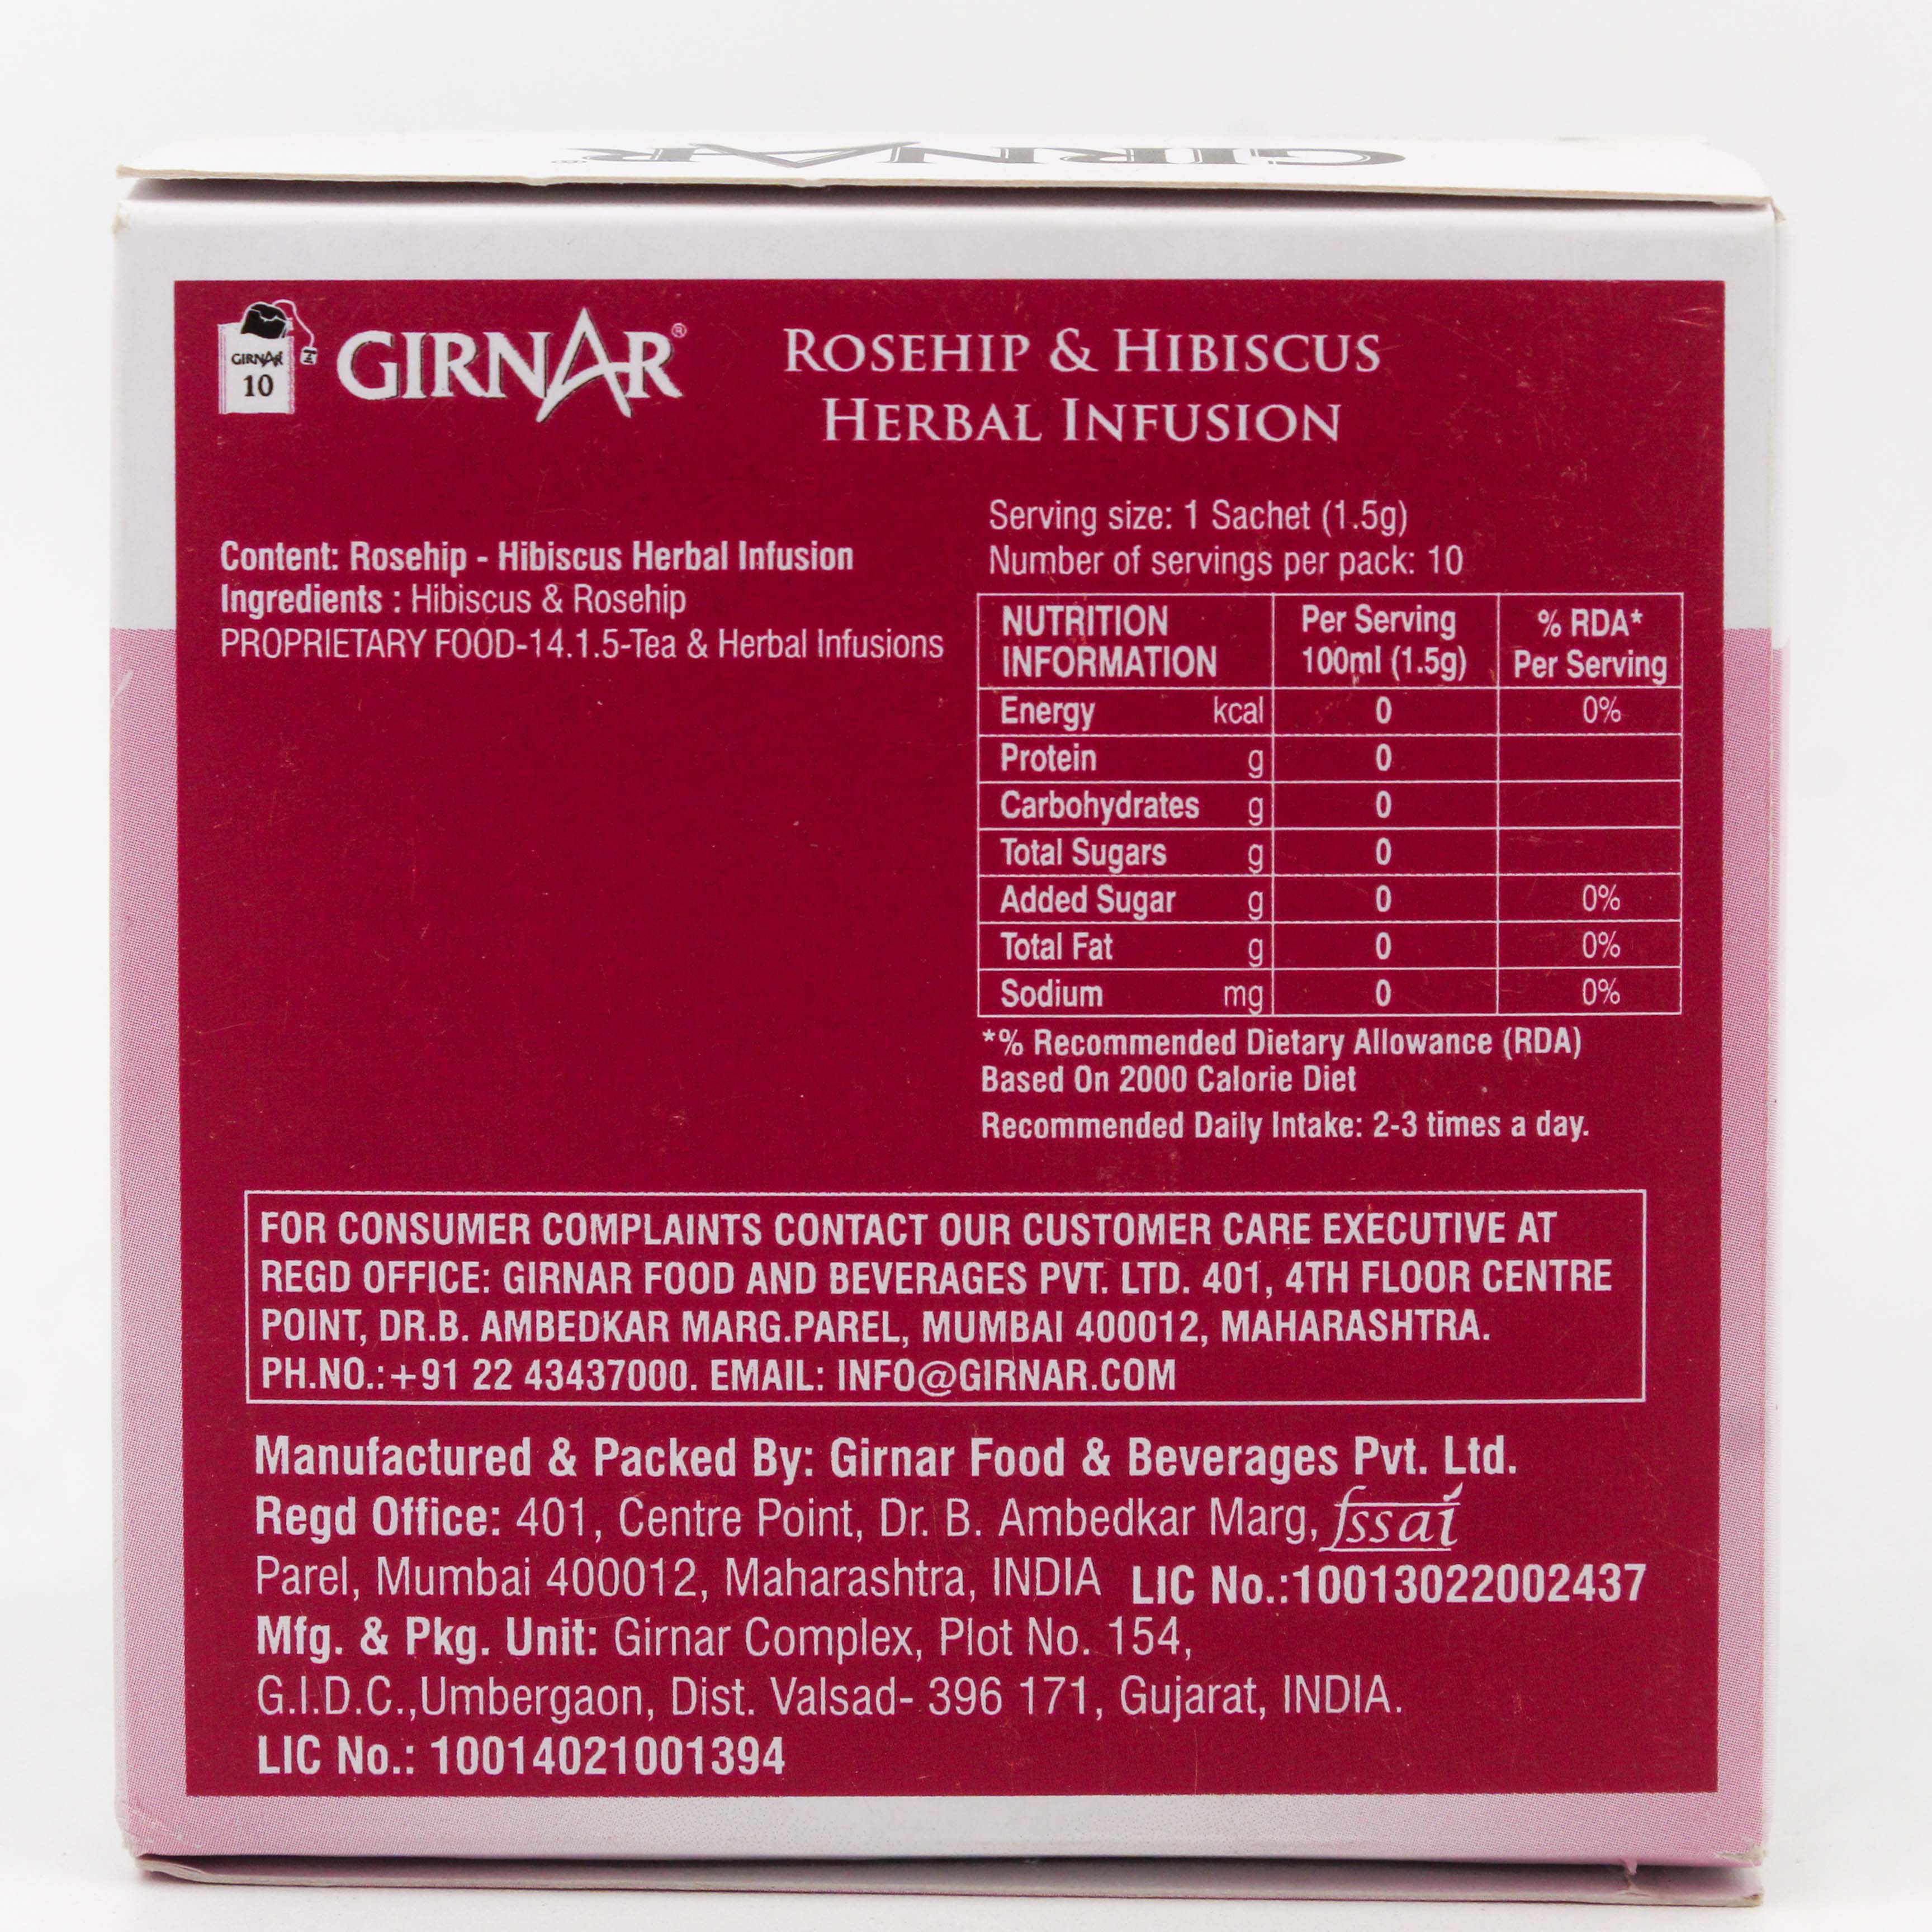 GIRNAR®
GIRNAR
10
GIRNAR®
ROSEHIP & HIBISCUS
HERBAL INFUSION
Content: Rosehip - Hibiscus Herbal Infusion
Ingredients : Hibiscus & Rosehip
PROPRIETARY FOOD-14.1.5-Tea & Herbal Infusions
Serving size: 1 Sachet (1.5g)
Number of servings per pack: 10
NUTRITION INFORMATION Per Serving 100ml (1.5g) % RDA* Per Serving
Energy kcal 0 0%
Protein g 0
Carbohydrates g 0
Total Sugars g 0
Added Sugar g 0 0%
Total Fat g 0 0%
Sodium mg 0 0%
*% Recommended Dietary Allowance (RDA)
Based On 2000 Calorie Diet
Recommended Daily Intake: 2-3 times a day.
FOR CONSUMER COMPLAINTS CONTACT OUR CUSTOMER CARE EXECUTIVE AT
REGD OFFICE: GIRNAR FOOD AND BEVERAGES PVT. LTD. 401, 4TH FLOOR CENTRE
POINT, DR.B. AMBEDKAR MARG.PAREL, MUMBAI 400012, MAHARASHTRA.
PH.NO.:+91 22 43437000. EMAIL: INFO@GIRNAR.COM
Manufactured & Packed By: Girnar Food & Beverages Pvt. Ltd.
Regd Office: 401, Centre Point, Dr. B. Ambedkar Marg, fssai
Parel, Mumbai 400012, Maharashtra, INDIA LIC No.:10013022002437
Mfg. & Pkg. Unit: Girnar Complex, Plot No. 154,
G.I.D.C.,Umbergaon, Dist. Valsad- 396 171, Gujarat, INDIA.
LIC No.: 10014021001394